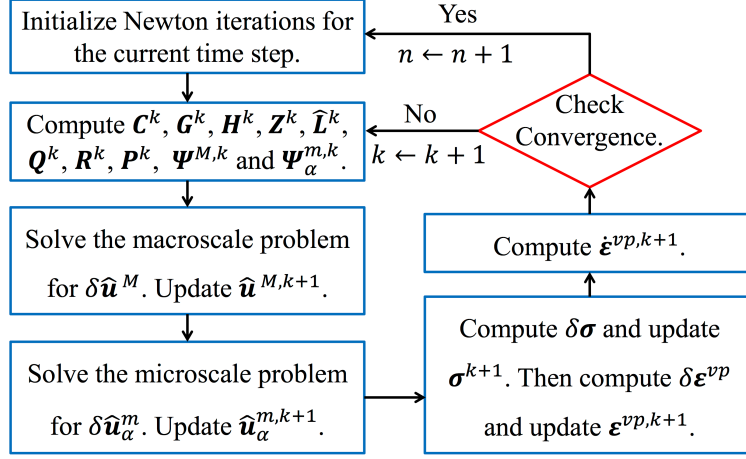 Initialize Newton iterations for
the current time step.
Compute 𝑪^k, 𝑮^k, 𝑯^k, 𝒁^k, 𝑳̂^k,
𝑸^k, 𝑹^k, 𝑷^k, 𝜳^{M,k} and 𝜳_α^{m,k}.
Solve the macroscale problem
for δ𝒖̂^M. Update 𝒖̂^{M,k+1}.
Solve the microscale problem
for δ𝒖̂_α^m. Update 𝒖̂_α^{m,k+1}.
Compute δ𝝈 and update
𝝈^{k+1}. Then compute δ𝜺^{vp}
and update 𝜺^{vp,k+1}.
Compute 𝜺̇^{vp,k+1}.
Check
Convergence.
No
k ← k + 1
Yes
n ← n + 1